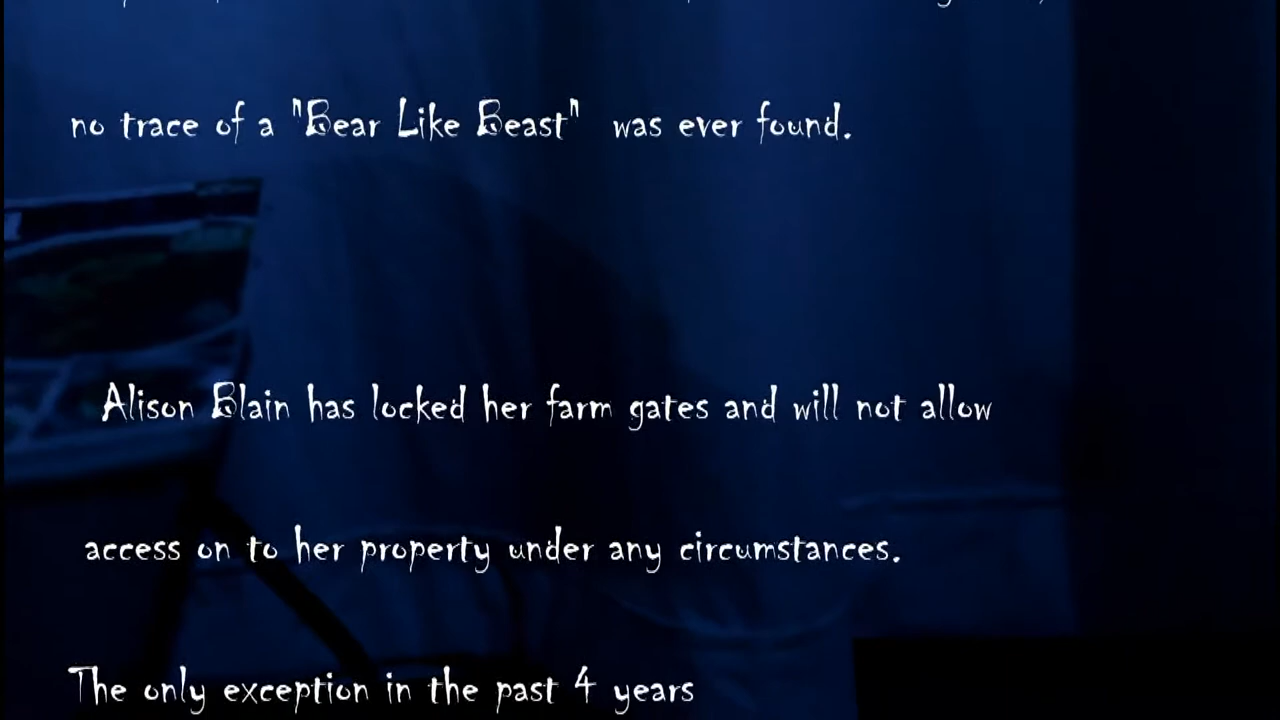 no trace of a "Bear Like Beast" was ever found.
Alison Blain has locked her farm gates and will not allow
access on to her property under any circumstances.
The only exception in the past 4 years